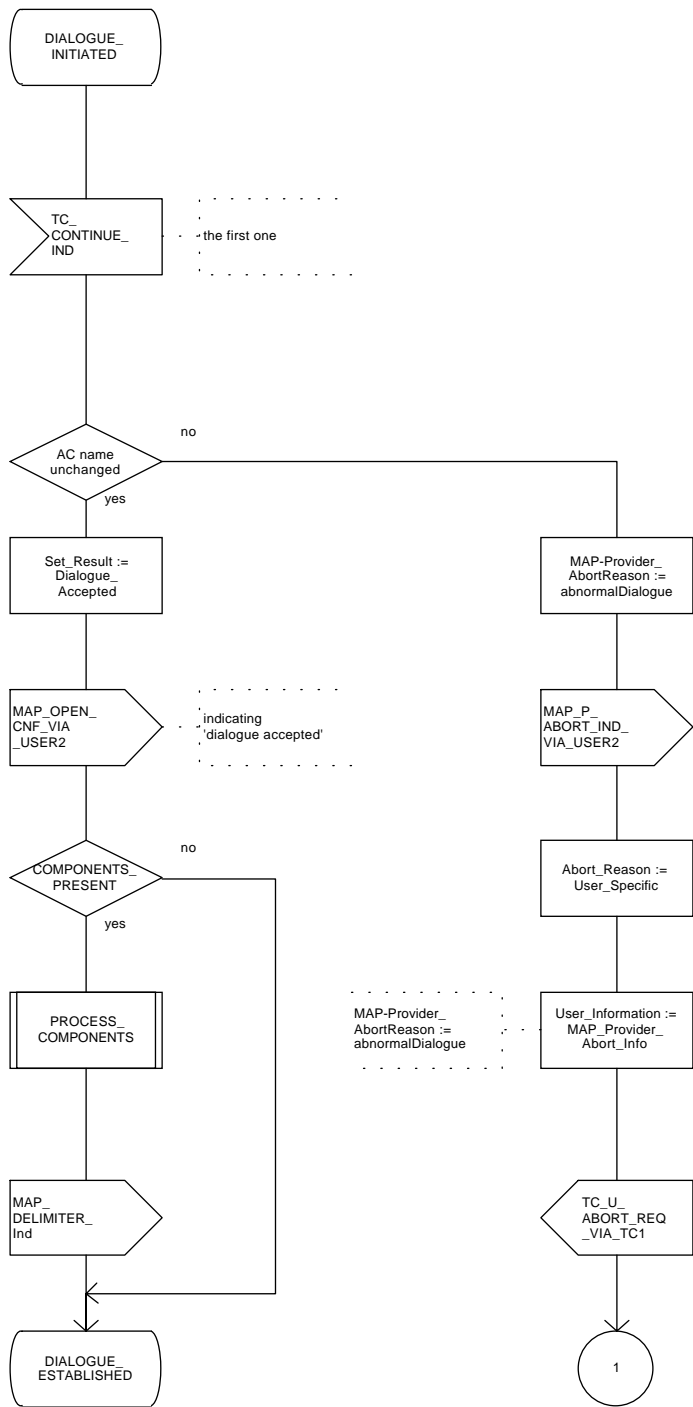 DIALOGUE_
INITIATED
TC_
CONTINUE_
IND
the first one
AC name
unchanged
no
yes
Set_Result :=
Dialogue_
Accepted
MAP-Provider_
AbortReason :=
abnormalDialogue
MAP_OPEN_
CNF_VIA
_USER2
indicating
'dialogue accepted'
MAP_P_
ABORT_IND_
VIA_USER2
COMPONENTS_
PRESENT
no
yes
Abort_Reason :=
User_Specific
PROCESS_
COMPONENTS
MAP-Provider_
AbortReason :=
abnormalDialogue
User_Information :=
MAP_Provider_
Abort_Info
MAP_
DELIMITER_
Ind
TC_U_
ABORT_REQ
_VIA_TC1
DIALOGUE_
ESTABLISHED
1